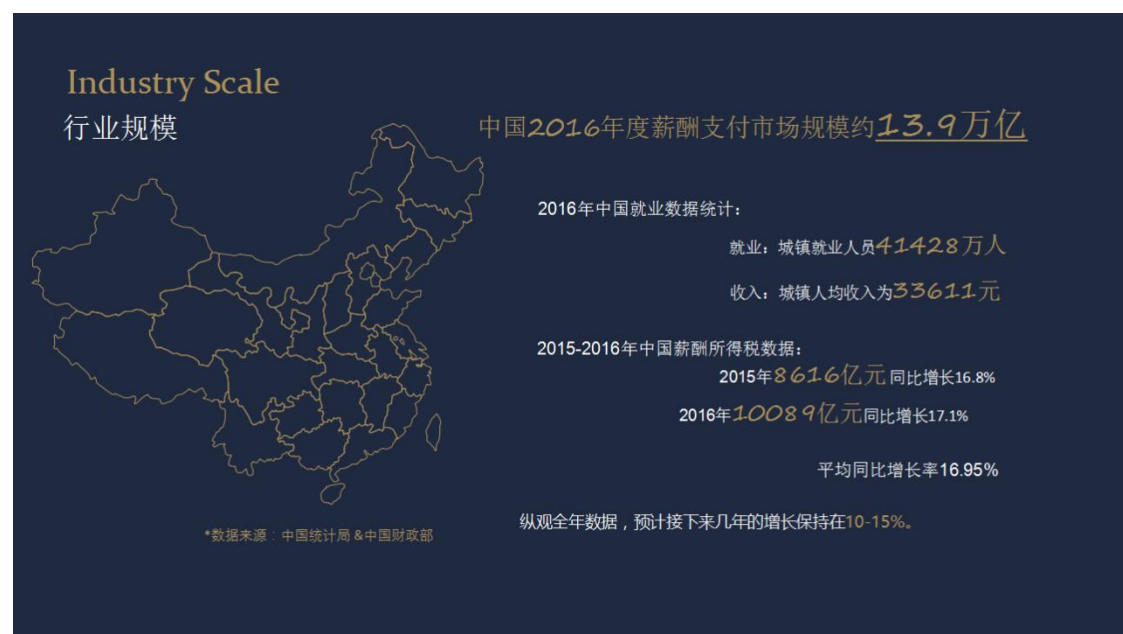 Industry Scale
行业规模
中国2016年度薪酬支付市场规模约13.9万亿
2016年中国就业数据统计：
就业：城镇就业人员41428万人
收入：城镇人均收入为33611元
2015-2016年中国薪酬所得税数据：
2015年8616亿元同比增长16.8%
2016年10089亿元同比增长17.1%
平均同比增长率16.95%
纵观全年数据，预计接下来几年的增长保持在10-15%。
*数据来源：中国统计局&中国财政部